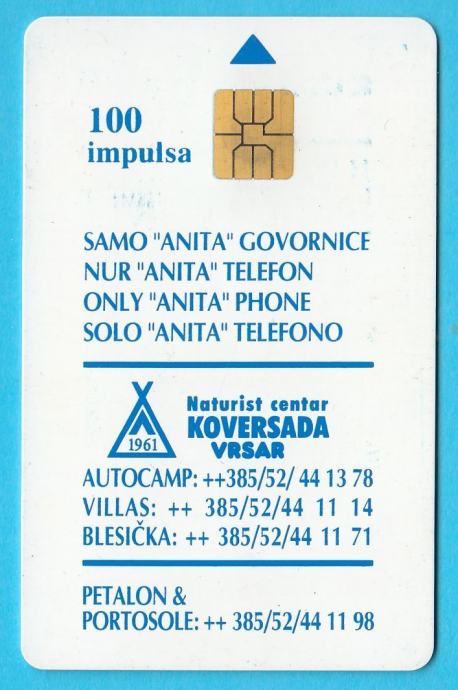 100
impulsa
SAMO "ANITA" GOVORNICE
NUR "ANITA" TELEFON
ONLY "ANITA" PHONE
SOLO "ANITA" TELEFONO
1961
Naturist centar
KOVERSADA
VRSAR
AUTOCAMP: ++385/52/ 44 13 78
VILLAS: ++ 385/52/44 11 14
BLESIČKA: ++ 385/52/44 11 71
PETALON &
PORTOSOLE: ++ 385/52/44 11 98